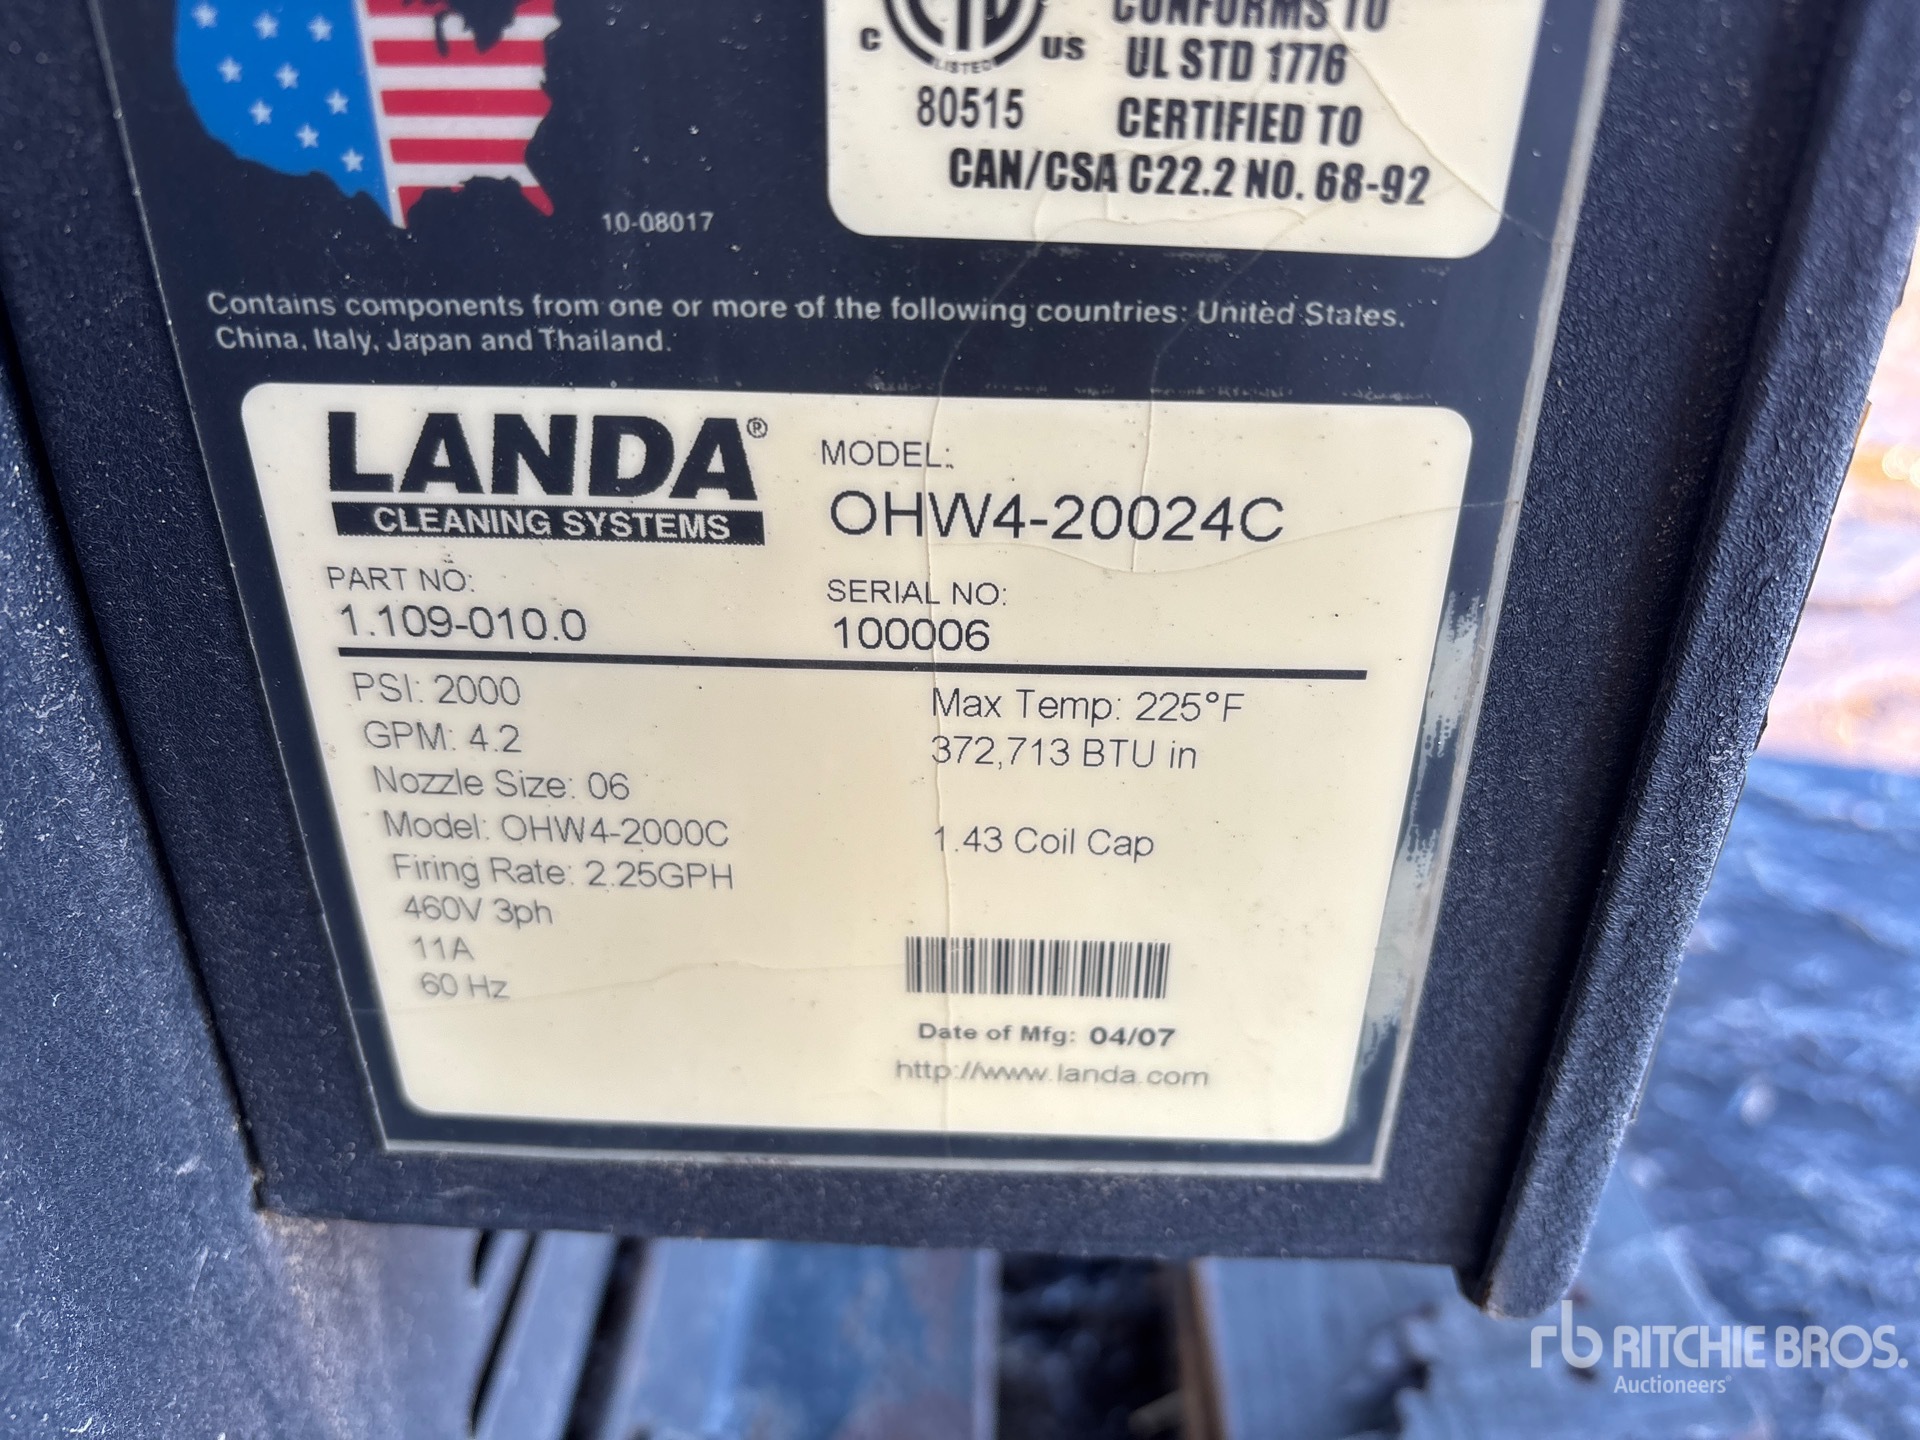 CONFORMS TO
C US
LISTED
UL STD 1776
80515
CERTIFIED TO
CAN/CSA C22.2 NO. 68-92
10-08017
Contains components from one or more of the following countries: United States,
China, Italy, Japan and Thailand.
LANDA®
CLEANING SYSTEMS
MODEL:
OHW4-20024C
PART NO:
1.109-010.0
SERIAL NO:
100006
PSI: 2000
GPM: 4.2
Nozzle Size: 06
Model: OHW4-2000C
Firing Rate: 2.25GPH
460V 3ph
11A
60 Hz
Max Temp: 225°F
372,713 BTU in
1.43 Coil Cap
Date of Mfg: 04/07
http://www.landa.com
rb RITCHIE BROS.
Auctioneers